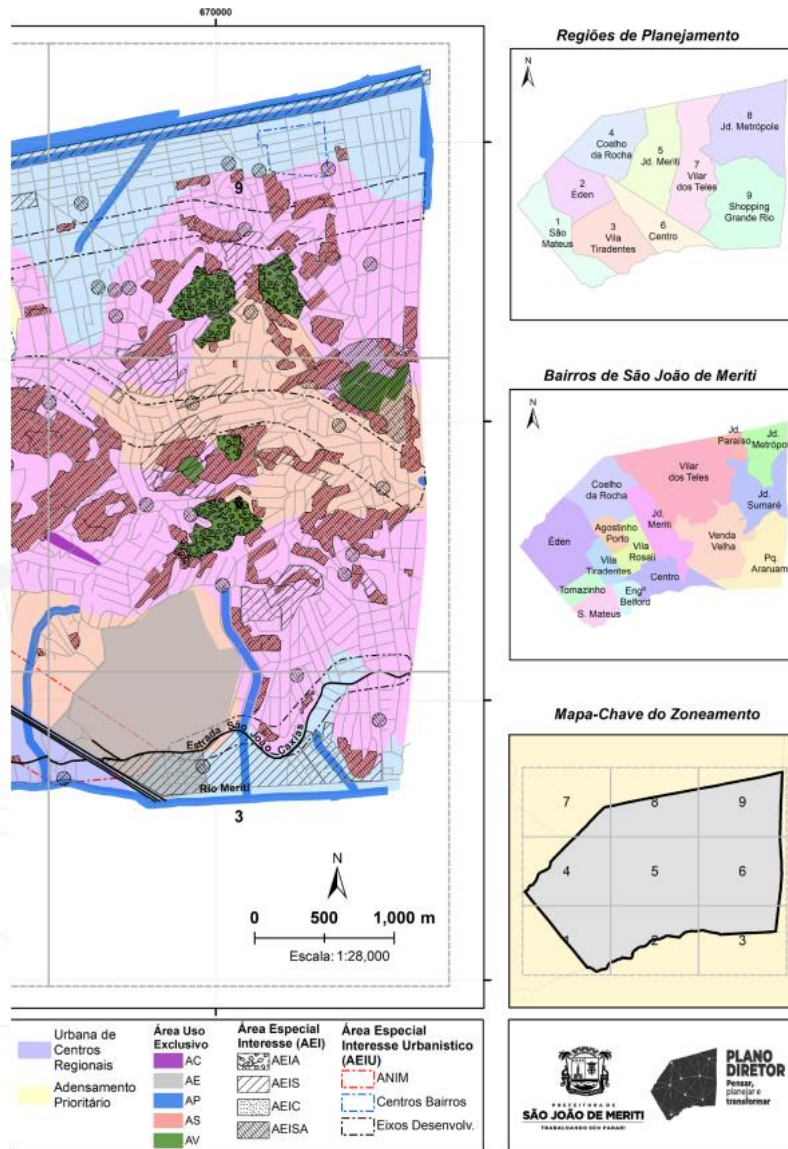 670000
9
3
Estrada São João Caxias
Rio Meriti
N
0 500 1,000 m
Escala: 1:28,000
Regiões de Planejamento
N
4
Coelho
da Rocha
5
Jd. Meriti
7
Vilar
dos Teles
8
Jd. Metrópole
2
Éden
1
São
Mateus
3
Vila
Tiradentes
6
Centro
9
Shopping
Grande Rio
Bairros de São João de Meriti
N
Jd.
Paraíso
Jd.
Metrópol
Vilar
dos Teles
Coelho
da Rocha
Jd.
Sumaré
Jd.
Meriti
Éden
Agostinho
Porto
Vila
Rosali
Venda
Velha
Vila
Tiradentes
Centro
Pq.
Araruam
Tomazinho
Engº
Belford
S. Mateus
Mapa-Chave do Zoneamento
7 8 9
4 5 6
1 2 3
Urbana de
Centros
Regionais
Adensamento
Prioritário
Área Uso
Exclusivo
AC
AE
AP
AS
AV
Área Especial
Interesse (AEI)
AEIA
AEIS
AEIC
AEISA
Área Especial
Interesse Urbanistico
(AEIU)
ANIM
Centros Bairros
Eixos Desenvolv.
PREFEITURA DE
SÃO JOÃO DE MERITI
TRABALHANDO SEM PARAR!
PLANO
DIRETOR
Pensar,
planejar e
transformar